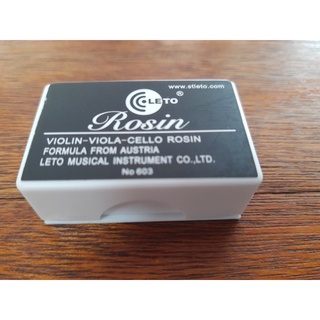 www.stleto.com
LETO®
Rosin
VIOLIN-VIOLA-CELLO ROSIN
FORMULA FROM AUSTRIA
LETO MUSICAL INSTRUMENT CO.,LTD.
No 603